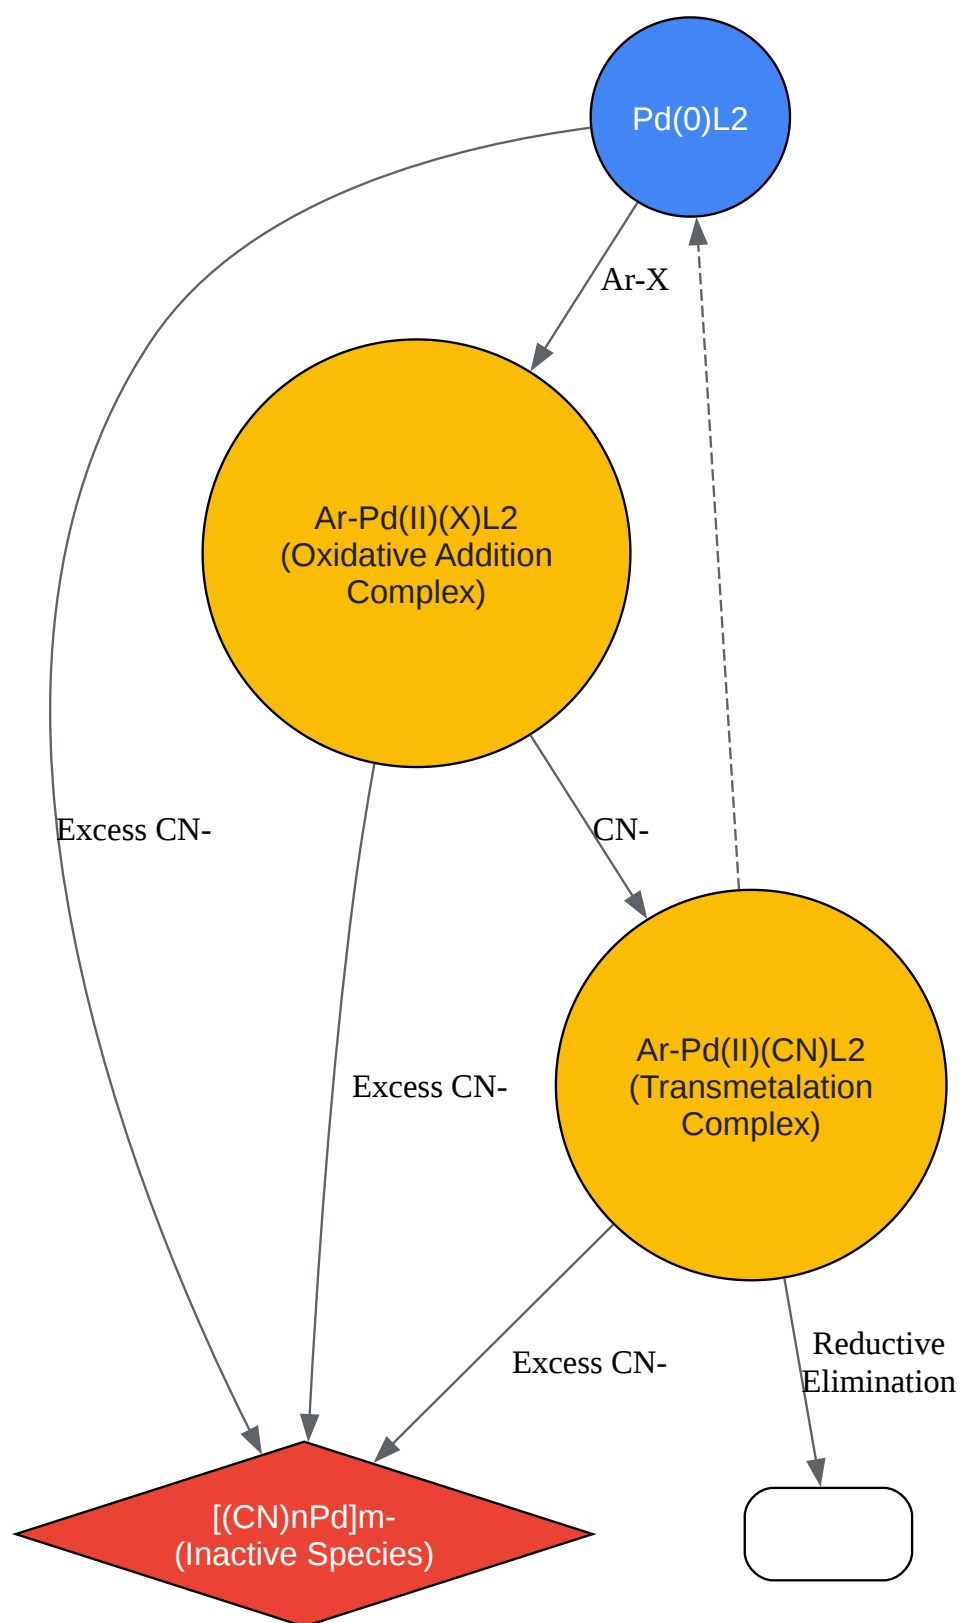 Pd(0)L2
Ar-X
Ar-Pd(II)(X)L2
(Oxidative Addition
Complex)
Excess CN-
CN-
Ar-Pd(II)(CN)L2
(Transmetalation
Complex)
Excess CN-
Excess CN-
Reductive
Elimination
[(CN)nPd]m-
(Inactive Species)